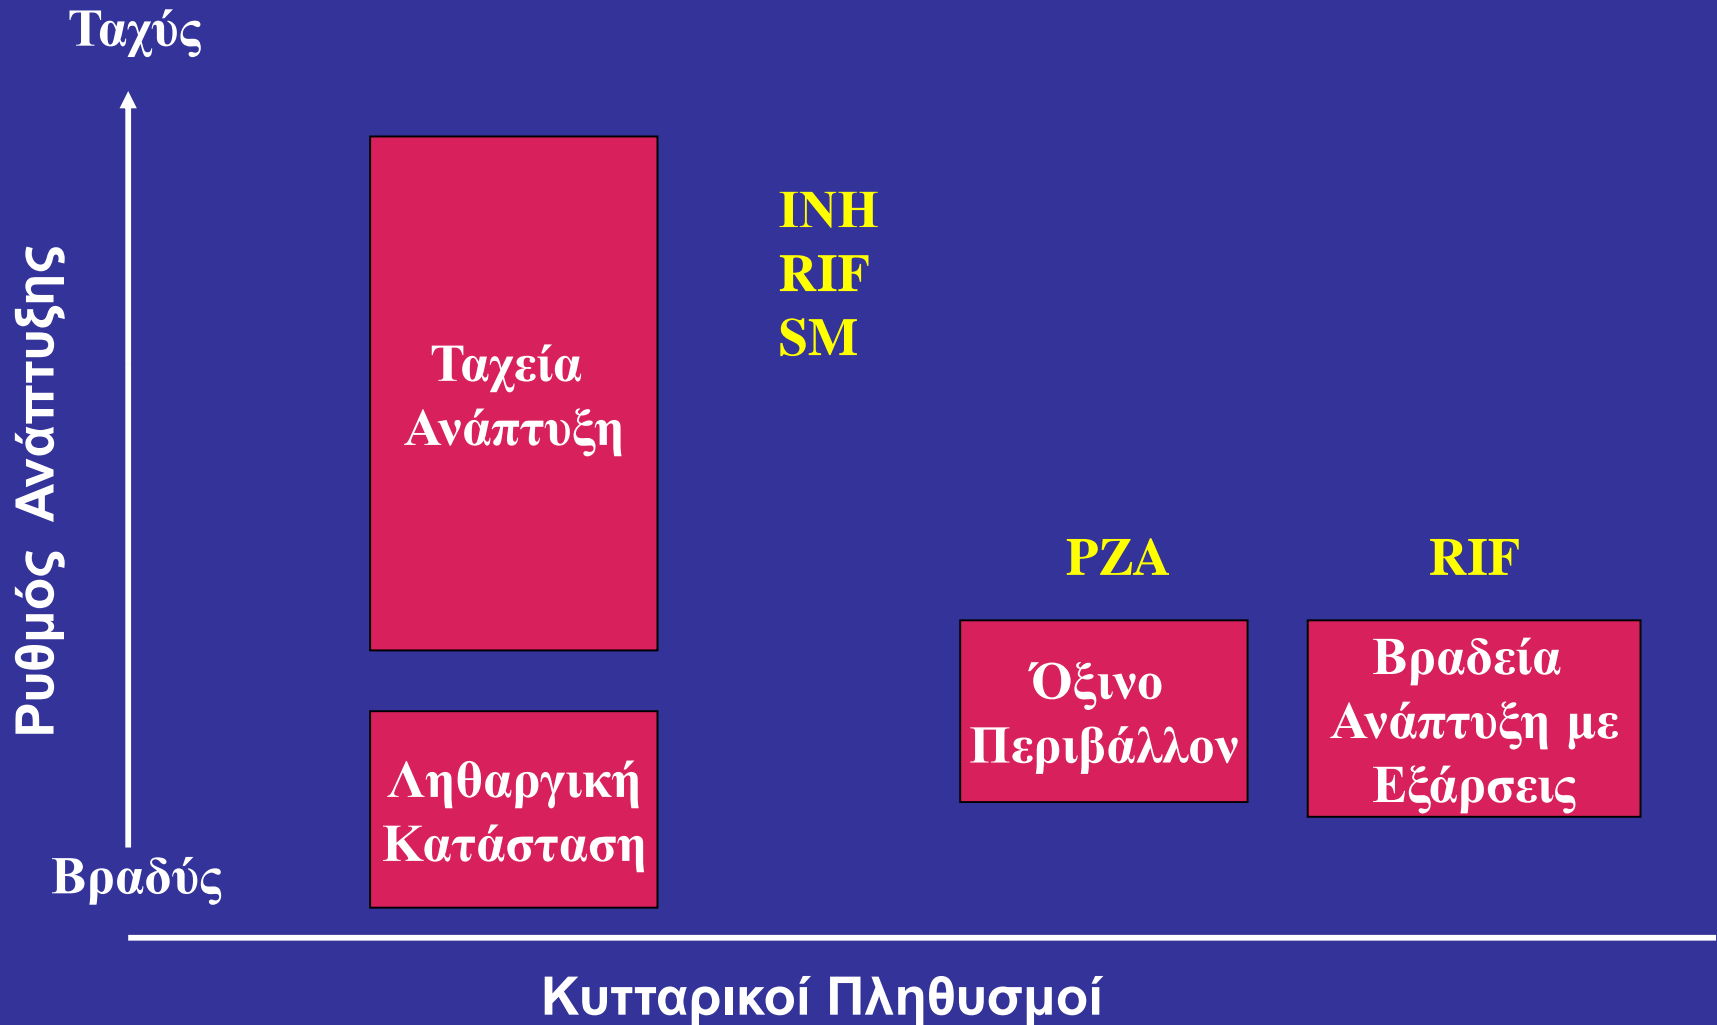 Ταχύς
Ρυθμός Ανάπτυξης
Ταχεία
Ανάπτυξη
INH
RIF
SM
PZA
RIF
Όξινο
Περιβάλλον
Βραδεία
Ανάπτυξη με
Εξάρσεις
Ληθαργική
Κατάσταση
Βραδύς
Κυτταρικοί Πληθυσμοί